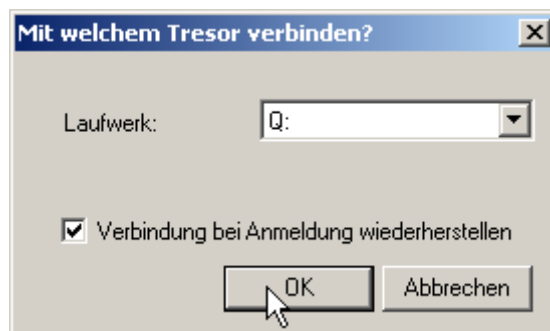 Mit welchem Tresor verbinden?
Laufwerk: Q:
Verbindung bei Anmeldung wiederherstellen
OK Abbrechen